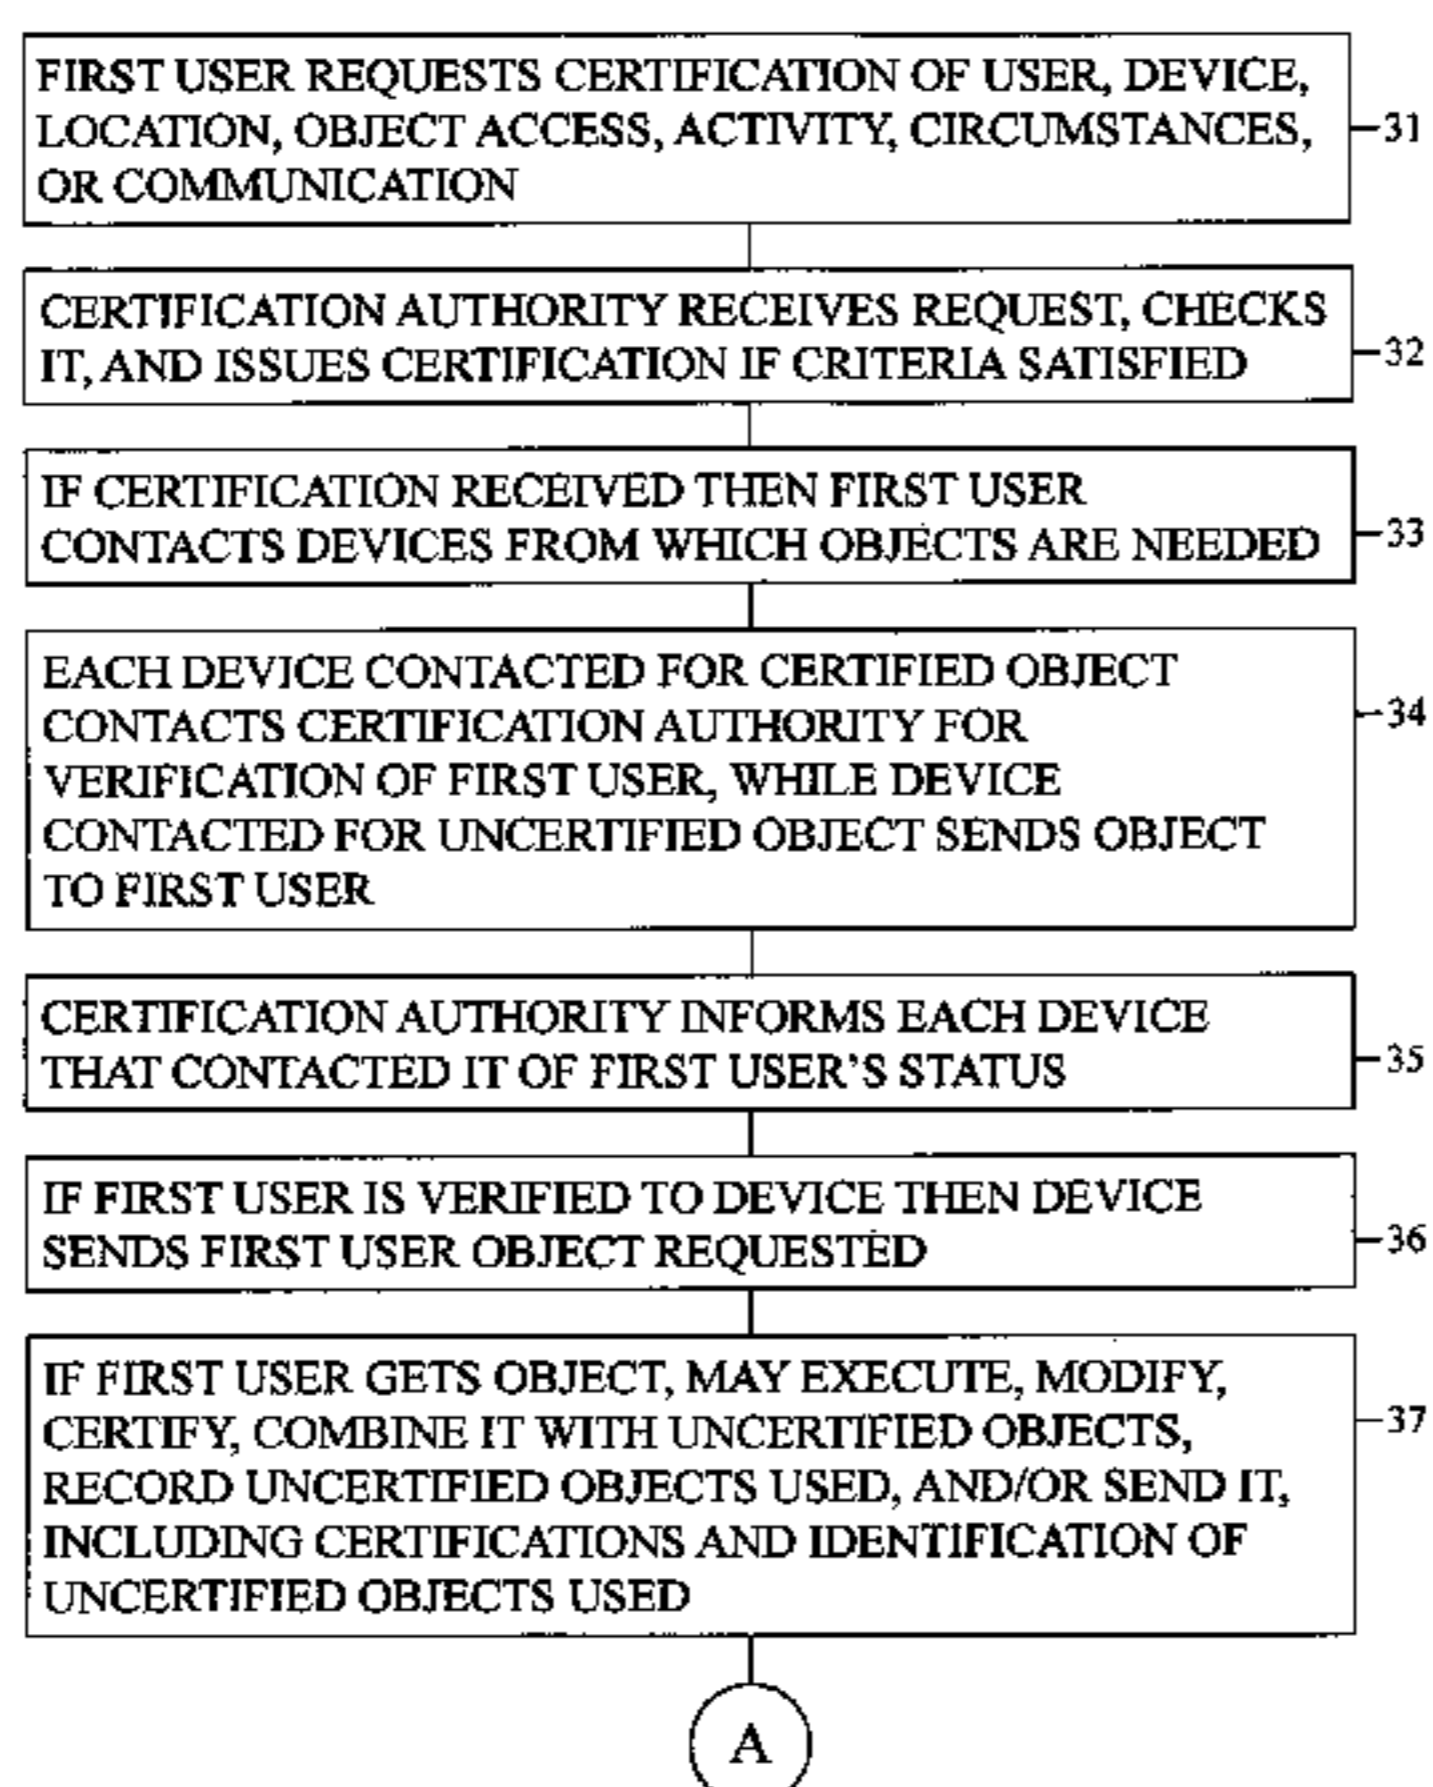 FIRST USER REQUESTS CERTIFICATION OF USER, DEVICE,
LOCATION, OBJECT ACCESS, ACTIVITY, CIRCUMSTANCES,
OR COMMUNICATION
31
CERTIFICATION AUTHORITY RECEIVES REQUEST, CHECKS
IT, AND ISSUES CERTIFICATION IF CRITERIA SATISFIED
32
IF CERTIFICATION RECEIVED THEN FIRST USER
CONTACTS DEVICES FROM WHICH OBJECTS ARE NEEDED
33
EACH DEVICE CONTACTED FOR CERTIFIED OBJECT
CONTACTS CERTIFICATION AUTHORITY FOR
VERIFICATION OF FIRST USER, WHILE DEVICE
CONTACTED FOR UNCERTIFIED OBJECT SENDS OBJECT
TO FIRST USER
34
CERTIFICATION AUTHORITY INFORMS EACH DEVICE
THAT CONTACTED IT OF FIRST USER'S STATUS
35
IF FIRST USER IS VERIFIED TO DEVICE THEN DEVICE
SENDS FIRST USER OBJECT REQUESTED
36
IF FIRST USER GETS OBJECT, MAY EXECUTE, MODIFY,
CERTIFY, COMBINE IT WITH UNCERTIFIED OBJECTS,
RECORD UNCERTIFIED OBJECTS USED, AND/OR SEND IT,
INCLUDING CERTIFICATIONS AND IDENTIFICATION OF
UNCERTIFIED OBJECTS USED
37
A